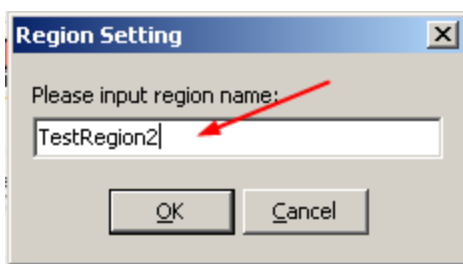 Region Setting
Please input region name:
TestRegion2
OK
Cancel